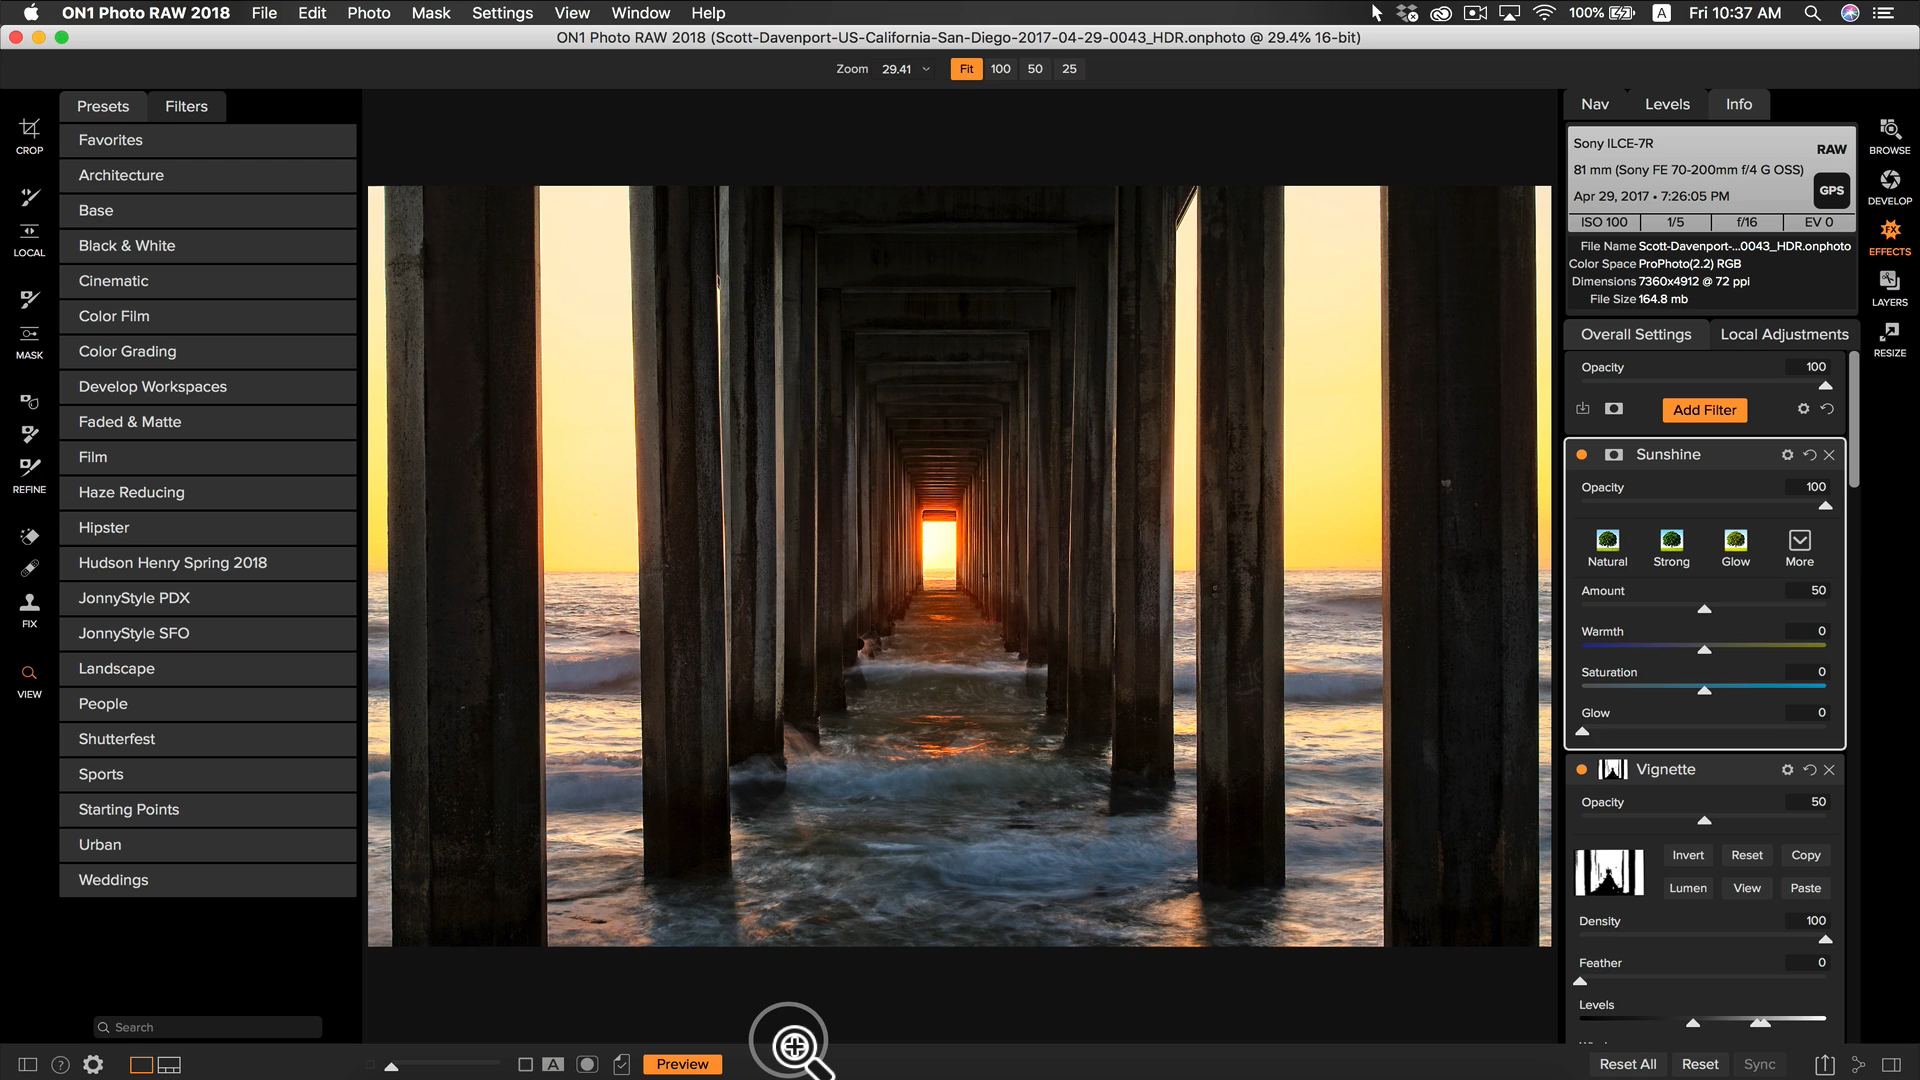 ON1 Photo RAW 2018 File Edit Photo Mask Settings View Window Help 100% A Fri 10:37 AM
ON1 Photo RAW 2018 (Scott-Davenport-US-California-San-Diego-2017-04-29-0043_HDR.onphoto @ 29.4% 16-bit)
Zoom 29.41 Fit 100 50 25
CROP
LOCAL
MASK
REFINE
FIX
VIEW
Presets Filters
Favorites
Architecture
Base
Black & White
Cinematic
Color Film
Color Grading
Develop Workspaces
Faded & Matte
Film
Haze Reducing
Hipster
Hudson Henry Spring 2018
JonnyStyle PDX
JonnyStyle SFO
Landscape
People
Shutterfest
Sports
Starting Points
Urban
Weddings
Search
Nav Levels Info
Sony ILCE-7R RAW
81 mm (Sony FE 70-200mm f/4 G OSS)
GPS
Apr 29, 2017 • 7:26:05 PM
ISO 100 1/5 f/16 EV 0
File Name Scott-Davenport-...0043_HDR.onphoto
Color Space ProPhoto(2.2) RGB
Dimensions 7360x4912 @ 72 ppi
File Size 164.8 mb
Overall Settings Local Adjustments
Opacity 100
Add Filter
Sunshine
Opacity 100
Natural Strong Glow More
Amount 50
Warmth 0
Saturation 0
Glow 0
Vignette
Opacity 50
Invert Reset Copy
Lumen View Paste
Density 100
Feather 0
Levels
BROWSE
DEVELOP
FX
EFFECTS
LAYERS
RESIZE
? A Preview Reset All Reset Sync